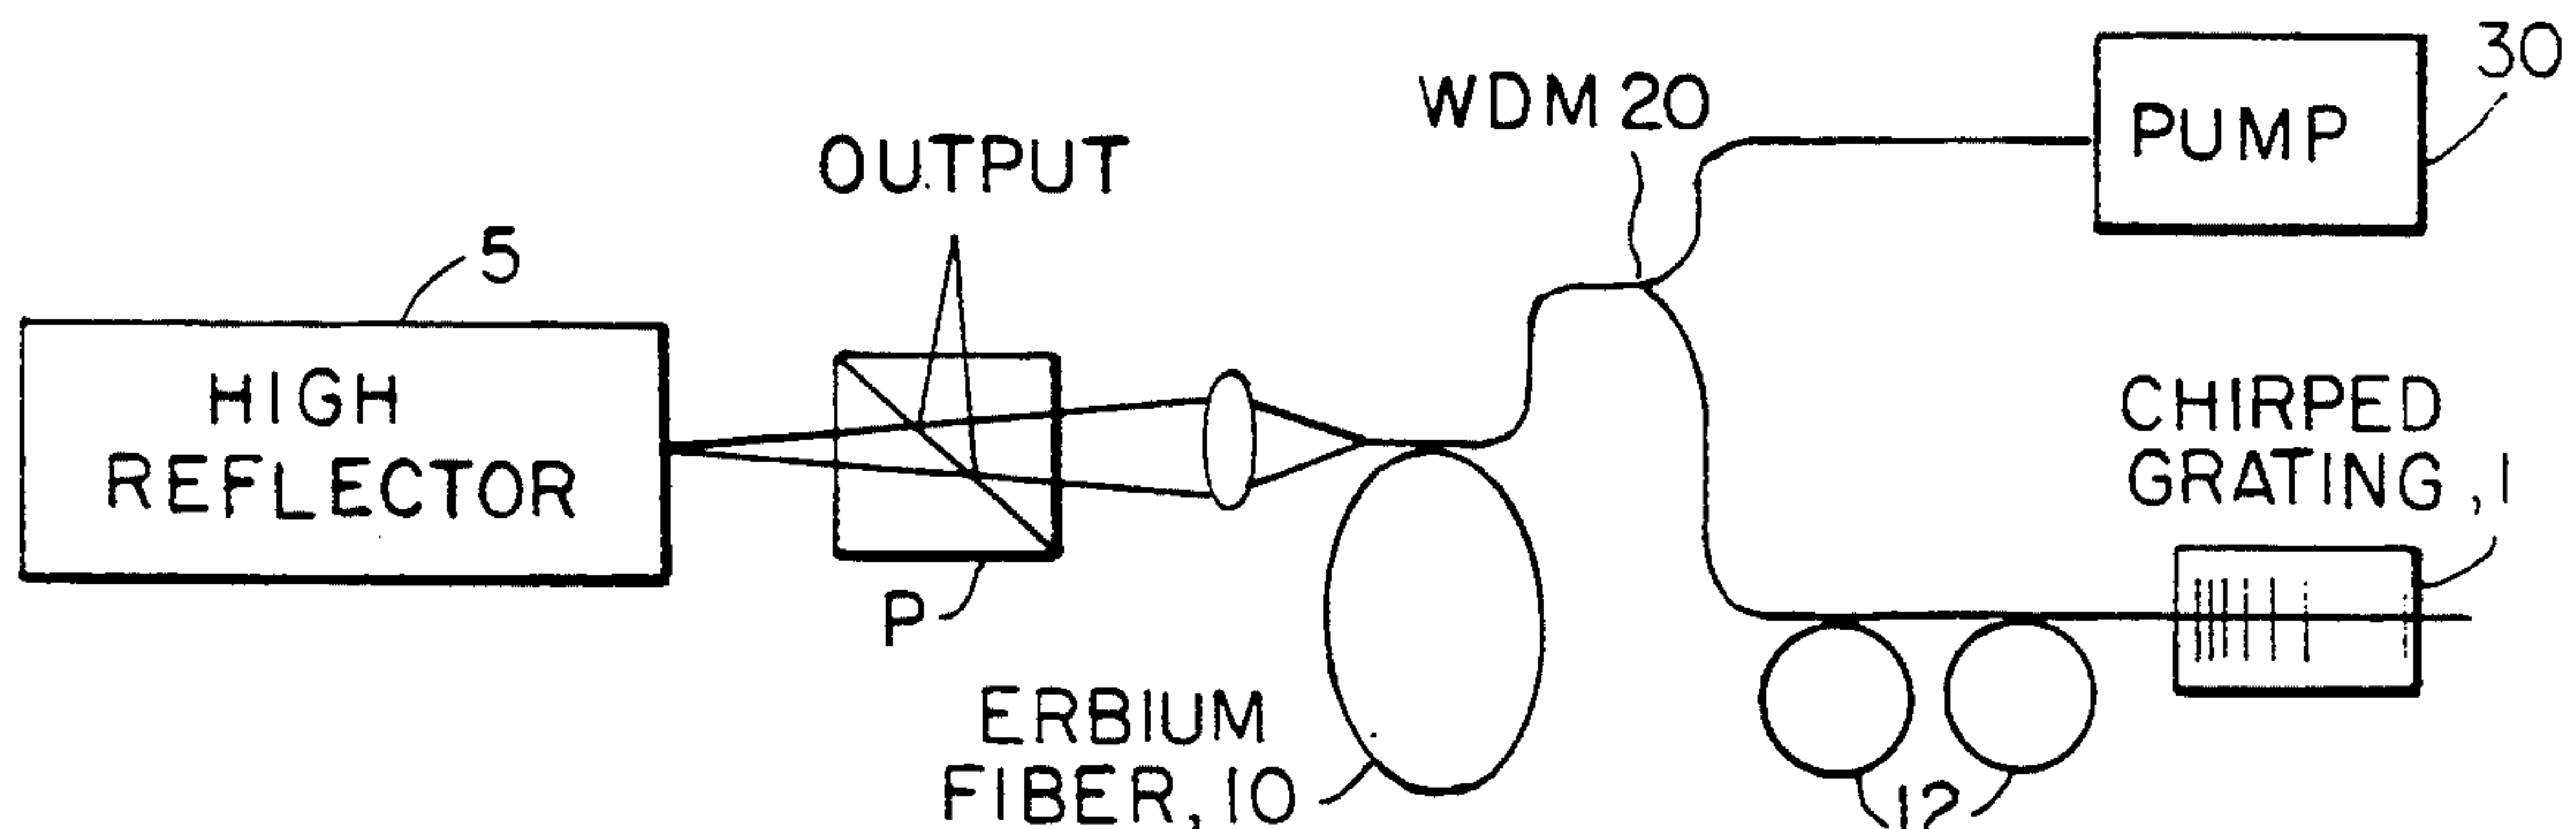 30
PUMP
WDM 20
OUTPUT
5
HIGH
REFLECTOR
CHIRPED
GRATING, 1
P
ERBIUM
FIBER, 10
12